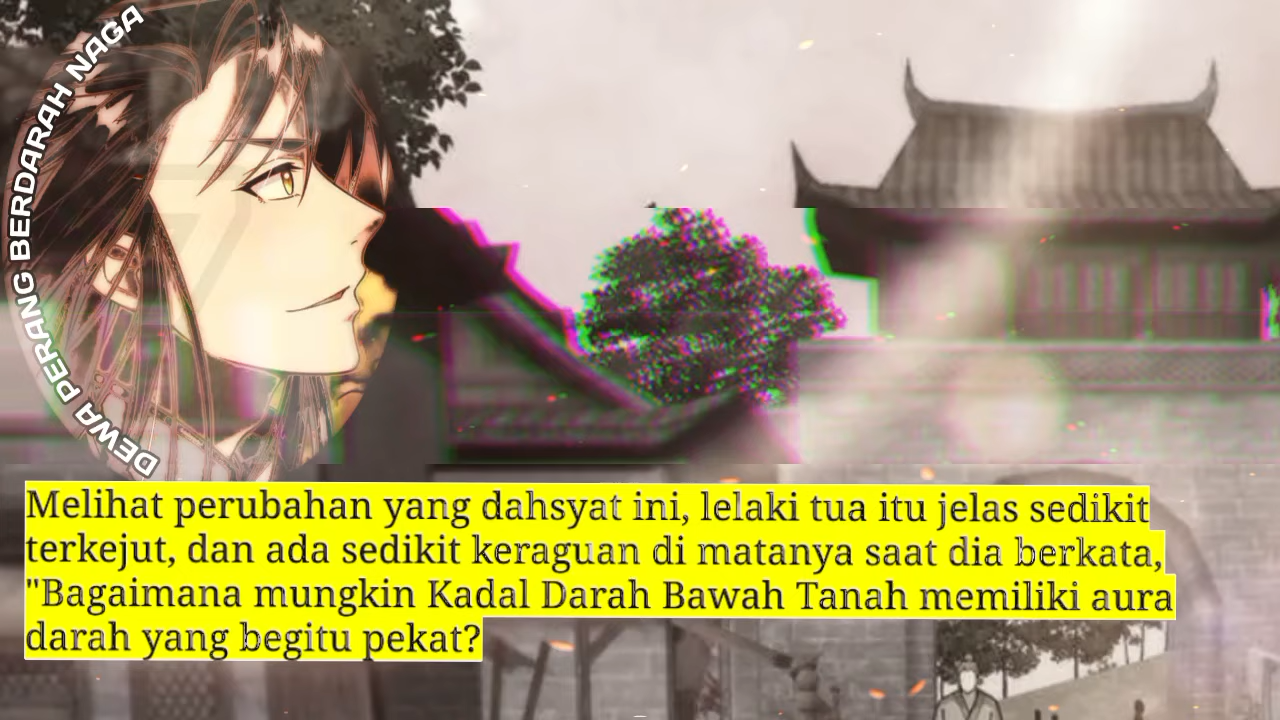 DEWA PERANG BERDARAH NAGA
Melihat perubahan yang dahsyat ini, lelaki tua itu jelas sedikit
terkejut, dan ada sedikit keraguan di matanya saat dia berkata,
"Bagaimana mungkin Kadal Darah Bawah Tanah memiliki aura
darah yang begitu pekat?